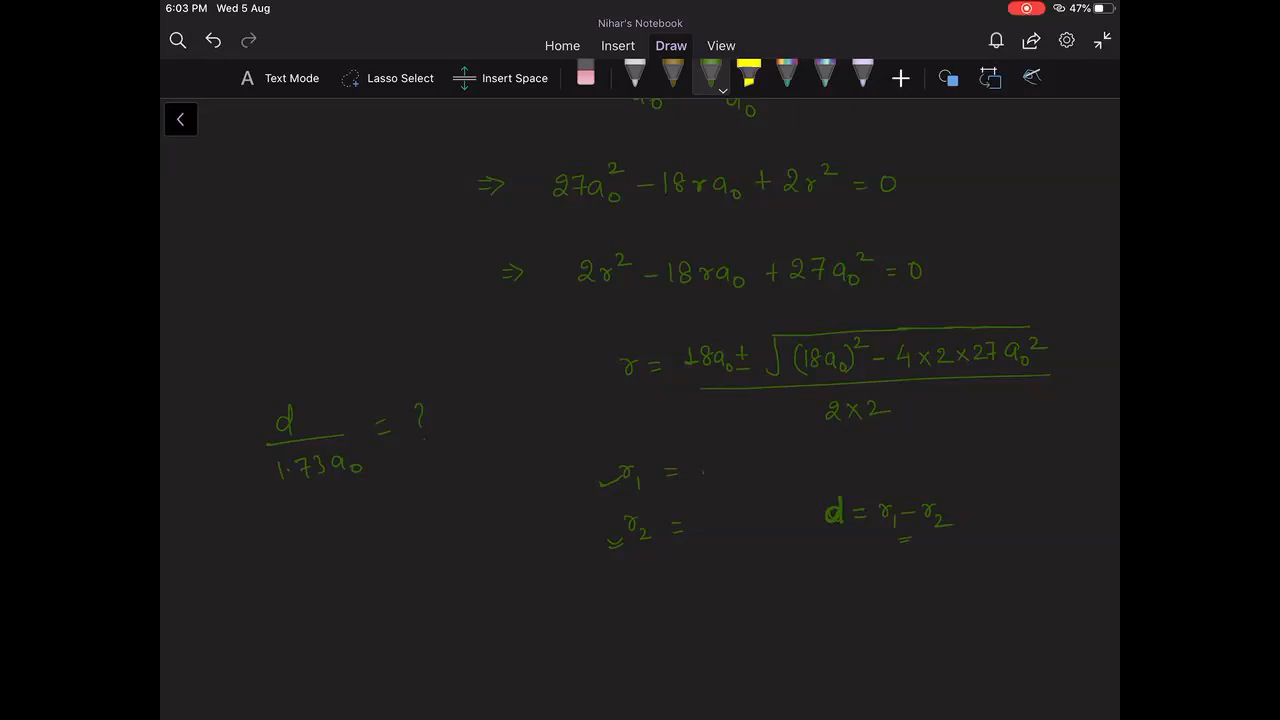 6:03 PM Wed 5 Aug
47%
Nihar's Notebook
Home Insert Draw View
A Text Mode Lasso Select Insert Space
a₀ a₀
⇒ 27a₀² - 18ra₀ + 2r² = 0
⇒ 2r² - 18ra₀ + 27a₀² = 0
r = +18a₀ ± √((18a₀)² - 4×2×27a₀²)
2×2
d
1.73a₀
= ?
r₁ =
r₂ =
d = r₁ - r₂